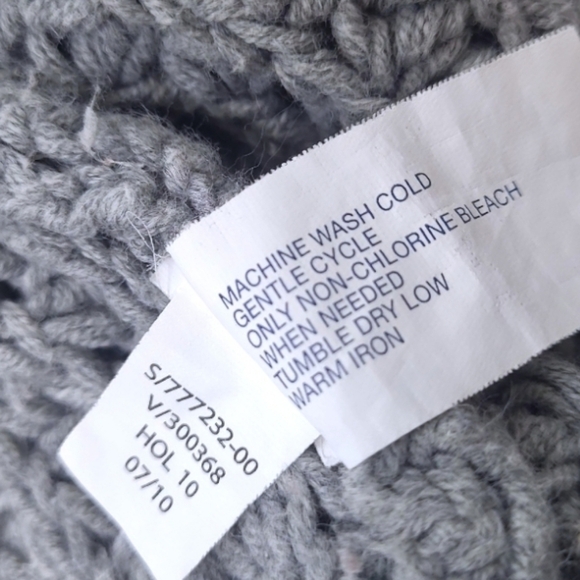 MACHINE WASH COLD
GENTLE CYCLE
ONLY NON-CHLORINE BLEACH
WHEN NEEDED
TUMBLE DRY LOW
WARM IRON
S/777232-00
V/300368
HOL 10
07/10